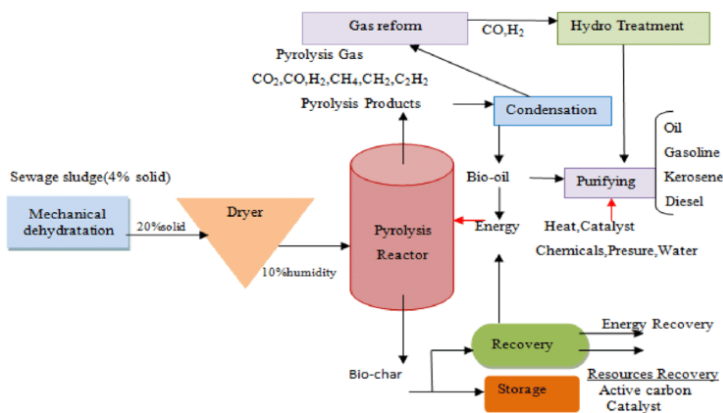 Gas reform
CO,H2
Hydro Treatment
Pyrolysis Gas
CO2,CO,H2,CH4,CH2,C2H2
Pyrolysis Products
Condensation
Oil
Gasoline
Kerosene
Diesel
Sewage sludge(4% solid)
Mechanical
dehydratation
20%solid
Dryer
10%humidity
Pyrolysis
Reactor
Bio-oil
Purifying
Energy
Heat,Catalyst
Chemicals,Presure,Water
Bio-char
Recovery
Energy Recovery
Storage
Resources Recovery
Active carbon
Catalyst